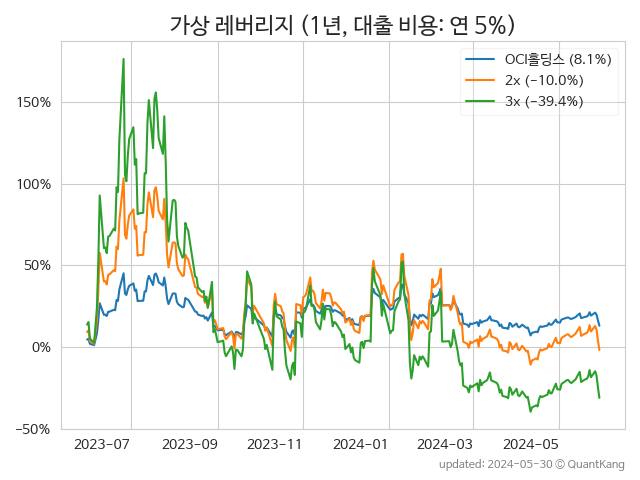 가상 레버리지 (1년, 대출 비용: 연 5%)
OCI홀딩스 (8.1%)
2x (-10.0%)
3x (-39.4%)
150%
100%
50%
0%
-50%
2023-07
2023-09
2023-11
2024-01
2024-03
2024-05
updated: 2024-05-30 © QuantKang